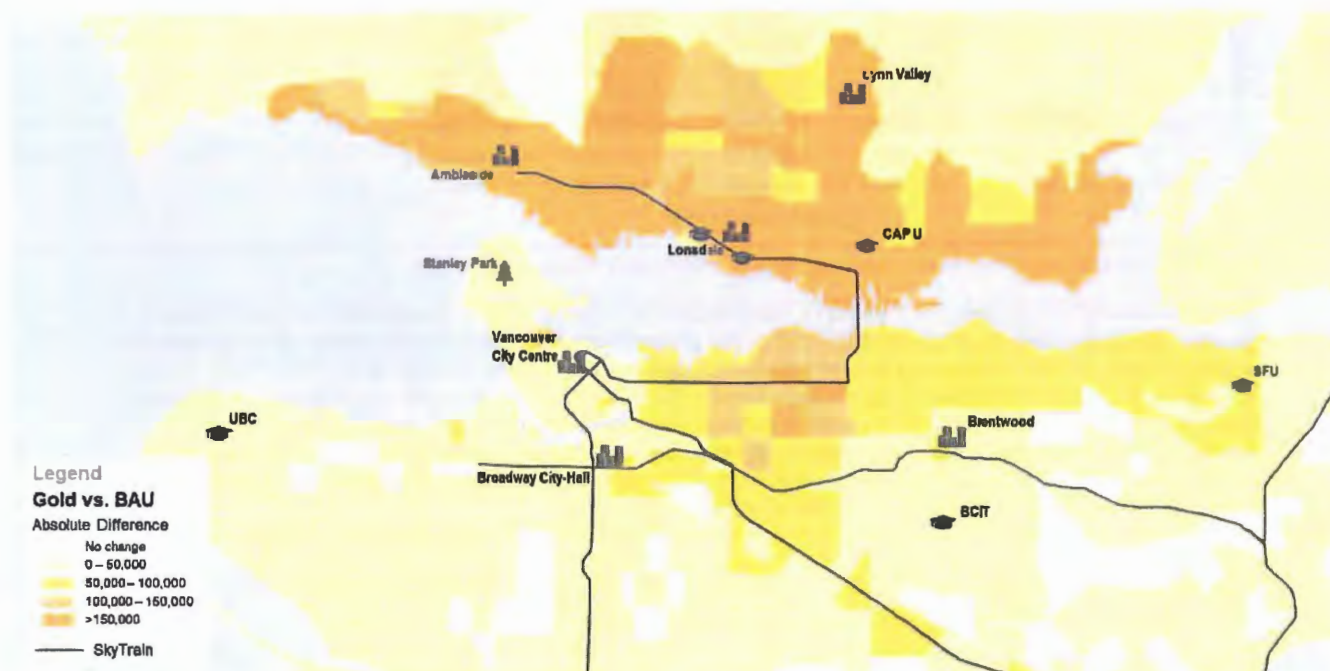 Lynn Valley
Ambleside
CAPU
Lonsdale
Stanley Park
Vancouver
City Centre
SFU
UBC
Brentwood
Broadway City-Hall
BCIT
Legend
Gold vs. BAU
Absolute Difference
No change
0 – 50,000
50,000 – 100,000
100,000 – 150,000
>150,000
SkyTrain